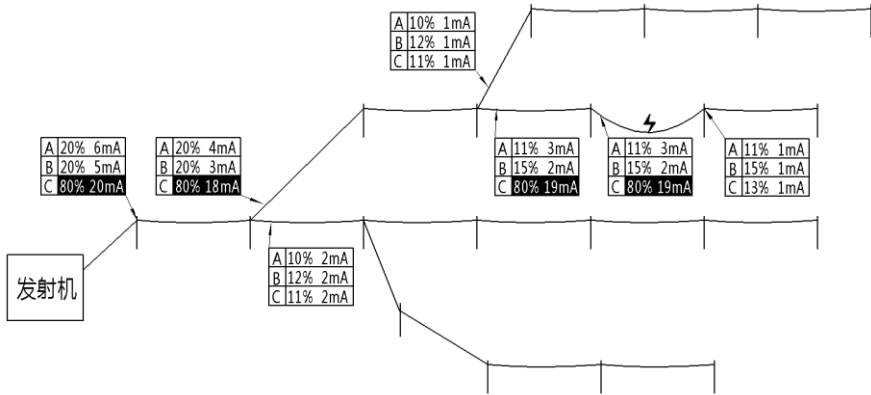 A 10% 1mA
B 12% 1mA
C 11% 1mA
A 20% 6mA
B 20% 5mA
C 80% 20mA
A 20% 4mA
B 20% 3mA
C 80% 18mA
A 11% 3mA
B 15% 2mA
C 80% 19mA
A 11% 3mA
B 15% 2mA
C 80% 19mA
A 11% 1mA
B 15% 1mA
C 13% 1mA
A 10% 2mA
B 12% 2mA
C 11% 2mA
发射机